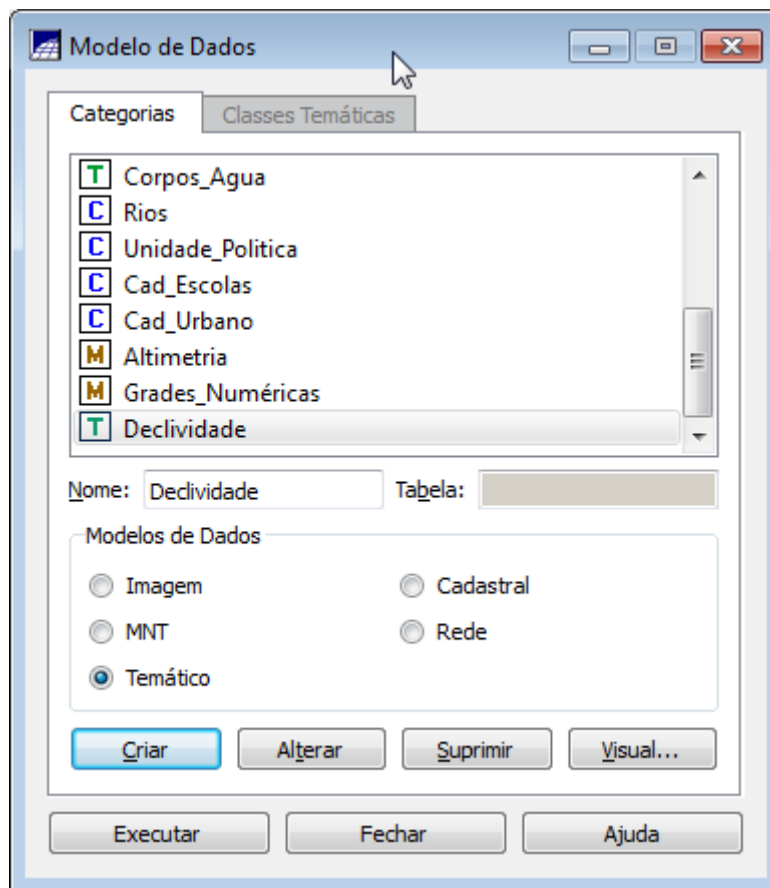 Modelo de Dados
Categorias Classes Temáticas
T Corpos_Agua
C Rios
C Unidade_Politica
C Cad_Escolas
C Cad_Urbano
M Altimetria
M Grades_Numéricas
T Declividade
Nome: Declividade Tabela:
Modelos de Dados
Imagem Cadastral
MNT Rede
Temático
Criar Alterar Suprimir Visual...
Executar Fechar Ajuda